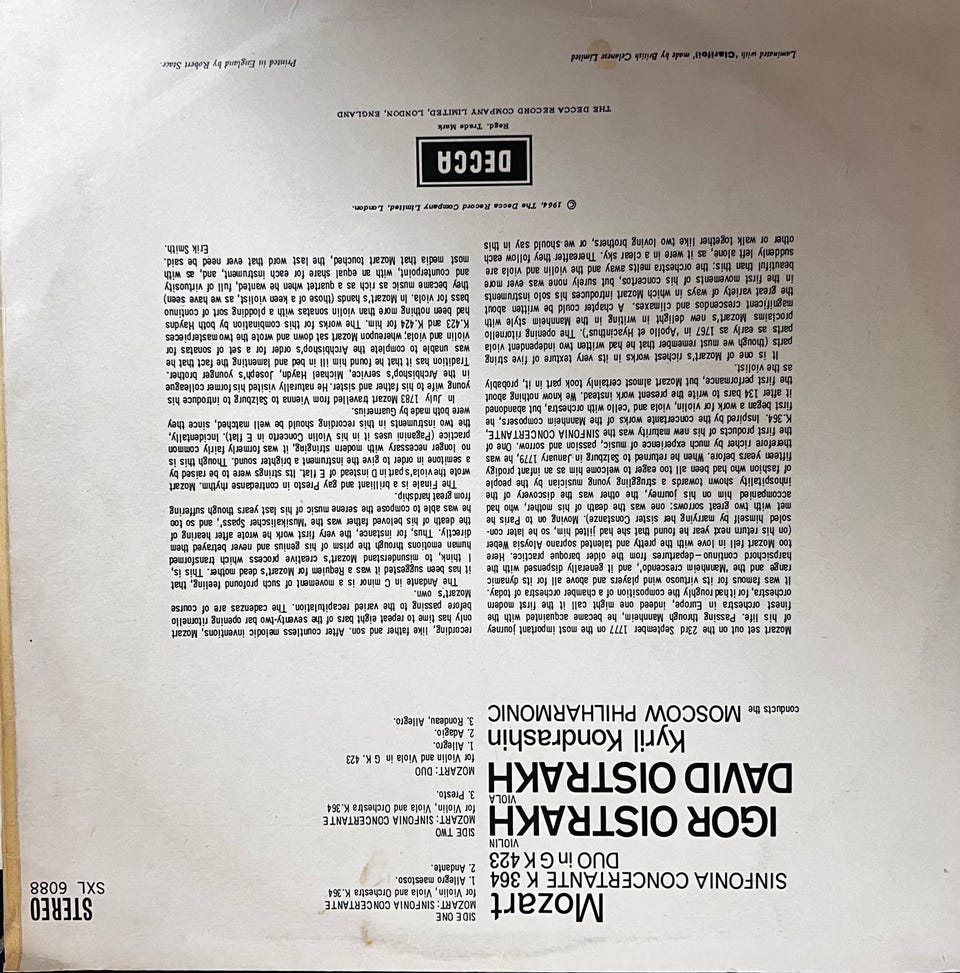 Mozart
SINFONIA CONCERTANTE K 364
DUO in G K 423
VIOLIN
IGOR OISTRAKH
VIOLA
DAVID OISTRAKH
Kyril Kondrashin
conducts the MOSCOW PHILHARMONIC
SIDE ONE
MOZART: SINFONIA CONCERTANTE
for Violin, Viola and Orchestra K.364
1. Allegro maestoso.
2. Andante.
SIDE TWO
MOZART: SINFONIA CONCERTANTE
for Violin, Viola and Orchestra K.364
3. Presto.
MOZART: DUO
for Violin and Viola in G K. 423
1. Allegro.
2. Adagio.
3. Rondeau, Allegro.
STEREO
SXL 6088
Mozart set out on the 23rd September 1777 on the most important journey
of his life. Passing through Mannheim, he became acquainted with the
finest orchestra in Europe, indeed one might call it the first modern
orchestra, for it had roughly the composition of a chamber orchestra of today.
It was famous for its virtuoso wind players and above all for its dynamic
range and the 'Mannheim crescendo', and it generally dispensed with the
harpsichord continuo—departures from the older baroque practice. Here
too Mozart fell in love with the pretty and talented soprano Aloysia Weber
(on his return next year he found that she had jilted him, so he later con-
soled himself by marrying her sister Constanze). Moving on to Paris he
met with two great sorrows: one was the death of his mother, who had
accompanied him on his journey, the other was the discovery of the
inhospitality shown towards a struggling young musician by the people
of fashion who had been all too eager to welcome him as an infant prodigy
fifteen years before. When he returned to Salzburg in January 1779, he was
therefore richer by much experience of music, passion and sorrow. One of
the first products of his new maturity was the SINFONIA CONCERTANTE,
K.364. Inspired by the concertante works of the Mannheim composers, he
first began a work for violin, viola and cello with orchestra, but abandoned
it after 134 bars to write the present work instead. We know nothing about
the first performance, but Mozart almost certainly took part in it, probably
as the violist.
It is one of Mozart's richest works in its very texture of five string
parts (though we must remember that he had written two independent viola
parts as early as 1767 in 'Apollo et Hyacinthus'). The opening ritornello
proclaims Mozart's new delight in writing in the Mannheim style with
magnificent crescendos and climaxes. A chapter could be written about
the great variety of ways in which Mozart introduces his solo instruments
in the first movements of his concertos, but surely none was ever more
beautiful than this: the orchestra melts away and the violin and viola are
suddenly left alone, as it were in a clear sky. Thereafter they follow each
other or walk together like two loving brothers, or we should say in this
recording, like father and son. After countless melodic inventions, Mozart
only has time to repeat eight bars of the seventy-two bar opening ritornello
before passing to the varied recapitulation. The cadenzas are of course
Mozart's own.
The Andante in C minor is a movement of such profound feeling, that
it has been suggested it was a Requiem for Mozart's dead mother. This is,
I think, to misunderstand Mozart's creative process which transformed
human emotions through the prism of his genius and never betrayed them
directly. Thus, for instance, the very first work he wrote after hearing of
the death of his beloved father was the 'Musikalischer Spass', and so too
he was able to compose the serene music of his last years though suffering
from great hardship.
The Finale is a brilliant and gay Presto in contredanse rhythm. Mozart
wrote the viola's part in D instead of E flat. Its strings were to be raised by
a semitone in order to give the instrument a brighter sound. Though this is
no longer necessary with modern stringing, it was formerly fairly common
practice (Paganini uses it in his Violin Concerto in E flat). Incidentally,
the two instruments in this recording should be well matched, since they
were both made by Guarnerius.
In July 1783 Mozart travelled from Vienna to Salzburg to introduce his
young wife to his father and sister. He naturally visited his former colleague
in the Archbishop's service, Michael Haydn, Joseph's younger brother.
Tradition has it that he found him ill in bed and lamenting the fact that he
was unable to complete the Archbishop's order for a set of sonatas for
violin and viola, whereupon Mozart sat down and wrote the two masterpieces
K.423 and K.424 for him. The works for this combination by both Haydns
had been nothing more than violin sonatas with a plodding sort of continuo
bass for viola. In Mozart's hands (those of a keen violist, as we have seen)
they became music as rich as a quartet when he wanted, full of virtuosity
and counterpoint, with an equal share for each instrument, and, as with
most media that Mozart touched, the last word that ever need be said.
Erik Smith.
© 1964, The Decca Record Company Limited, London.
DECCA
Regd. Trade Mark
THE DECCA RECORD COMPANY LIMITED, LONDON, ENGLAND
Laminated with 'Clarifoil' made by British Celanese Limited
Printed in England by Robert Stace.